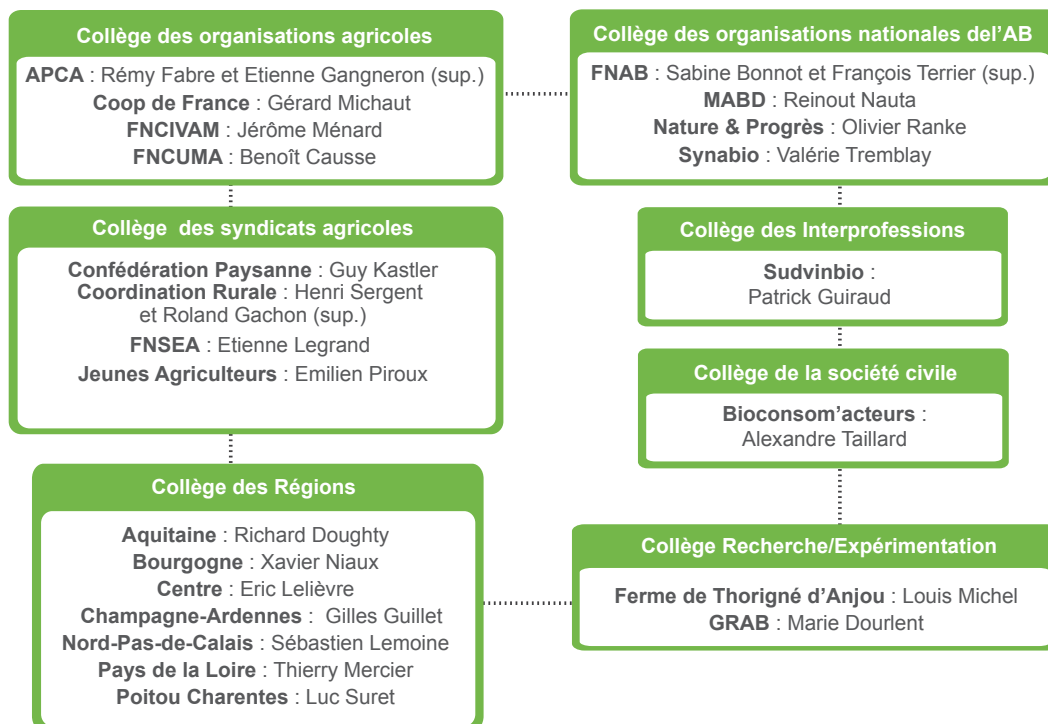 Collège des organisations agricoles
APCA : Rémy Fabre et Etienne Gangneron (sup.)
Coop de France : Gérard Michaut
FNCIVAM : Jérôme Ménard
FNCUMA : Benoît Causse
Collège des organisations nationales del'AB
FNAB : Sabine Bonnot et François Terrier (sup.)
MABD : Reinout Nauta
Nature & Progrès : Olivier Ranke
Synabio : Valérie Tremblay
Collège des syndicats agricoles
Confédération Paysanne : Guy Kastler
Coordination Rurale : Henri Sergent
et Roland Gachon (sup.)
FNSEA : Etienne Legrand
Jeunes Agriculteurs : Emilien Piroux
Collège des Interprofessions
Sudvinbio :
Patrick Guiraud
Collège de la société civile
Bioconsom'acteurs :
Alexandre Taillard
Collège des Régions
Aquitaine : Richard Doughty
Bourgogne : Xavier Niaux
Centre : Eric Lelièvre
Champagne-Ardennes : Gilles Guillet
Nord-Pas-de-Calais : Sébastien Lemoine
Pays de la Loire : Thierry Mercier
Poitou Charentes : Luc Suret
Collège Recherche/Expérimentation
Ferme de Thorigné d'Anjou : Louis Michel
GRAB : Marie Dourlent